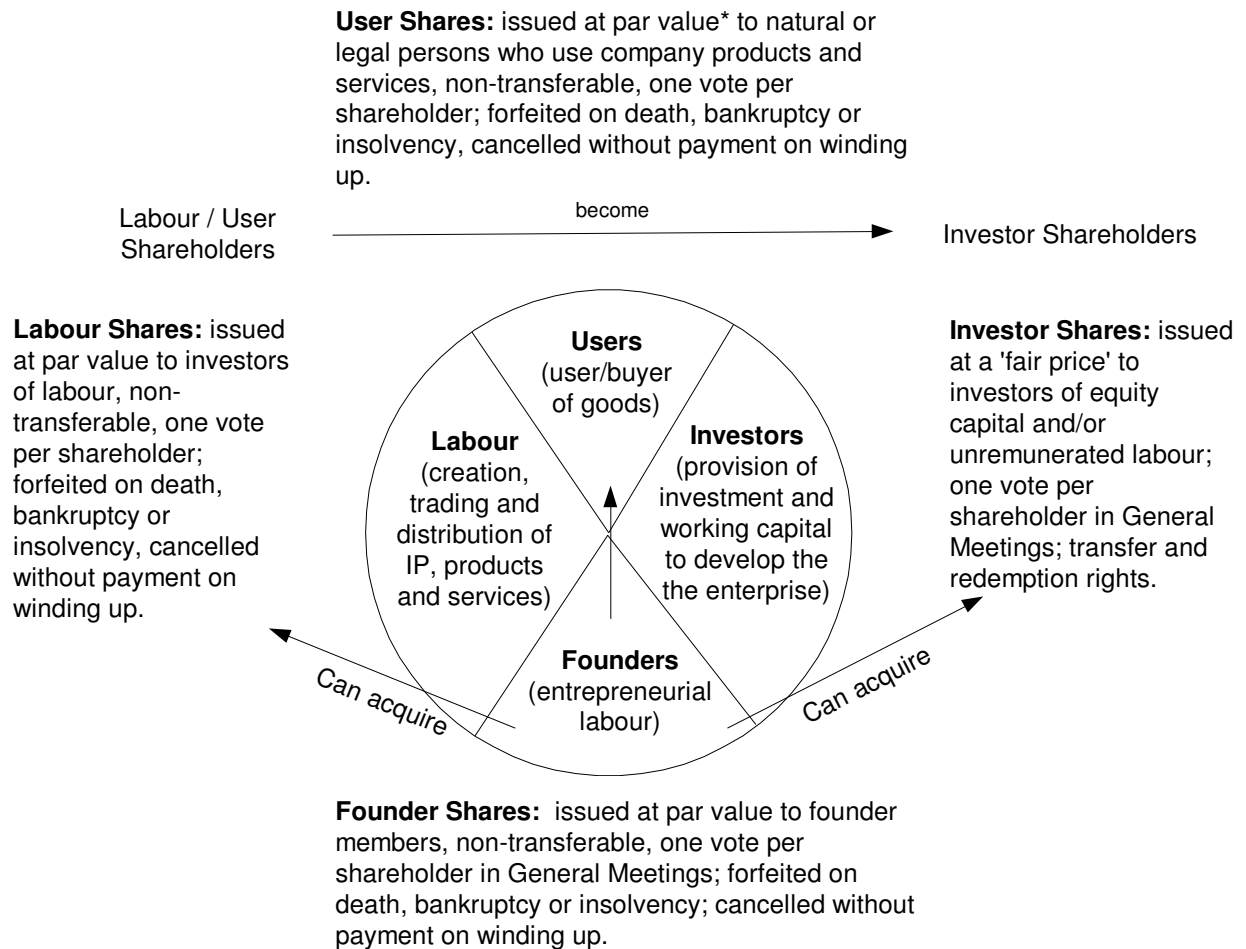 User Shares: issued at par value* to natural or
legal persons who use company products and
services, non-transferable, one vote per
shareholder; forfeited on death, bankruptcy or
insolvency, cancelled without payment on winding
up.
Labour / User
Shareholders
become
Investor Shareholders
Labour Shares: issued
at par value to investors
of labour, non-
transferable, one vote
per shareholder;
forfeited on death,
bankruptcy or
insolvency, cancelled
without payment on
winding up.
Users
(user/buyer
of goods)
Labour
(creation,
trading and
distribution of
IP, products
and services)
Investors
(provision of
investment and
working capital
to develop the
the enterprise)
Founders
(entrepreneurial
labour)
Investor Shares: issued
at a 'fair price' to
investors of equity
capital and/or
unremunerated labour;
one vote per
shareholder in General
Meetings; transfer and
redemption rights.
Can acquire
Can acquire
Founder Shares: issued at par value to founder
members, non-transferable, one vote per
shareholder in General Meetings; forfeited on
death, bankruptcy or insolvency; cancelled without
payment on winding up.